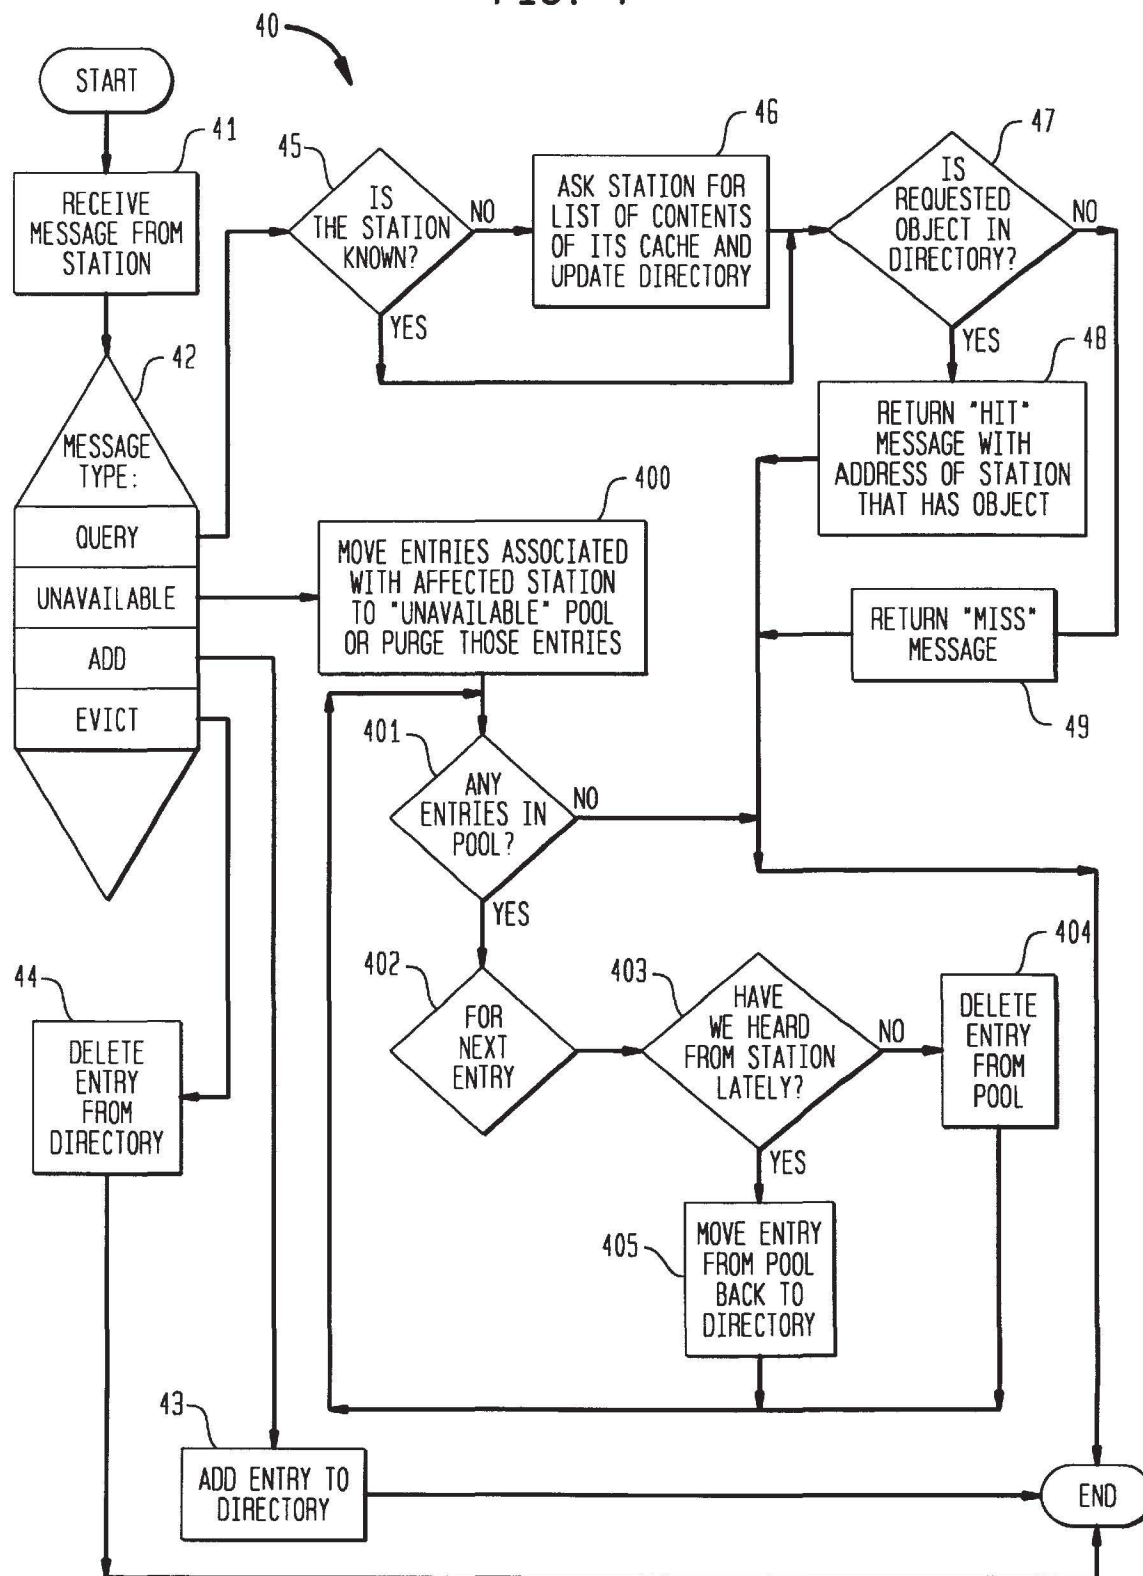 40
START
41
RECEIVE
MESSAGE FROM
STATION
42
MESSAGE
TYPE:
QUERY
UNAVAILABLE
ADD
EVICT
45
IS
THE STATION
KNOWN?
NO
YES
46
ASK STATION FOR
LIST OF CONTENTS
OF ITS CACHE AND
UPDATE DIRECTORY
47
IS
REQUESTED
OBJECT IN
DIRECTORY?
NO
YES
48
RETURN "HIT"
MESSAGE WITH
ADDRESS OF STATION
THAT HAS OBJECT
RETURN "MISS"
MESSAGE
49
400
MOVE ENTRIES ASSOCIATED
WITH AFFECTED STATION
TO "UNAVAILABLE" POOL
OR PURGE THOSE ENTRIES
401
ANY
ENTRIES IN
POOL?
NO
YES
402
FOR
NEXT
ENTRY
403
HAVE
WE HEARD
FROM STATION
LATELY?
NO
YES
404
DELETE
ENTRY
FROM
POOL
405
MOVE ENTRY
FROM POOL
BACK TO
DIRECTORY
44
DELETE
ENTRY
FROM
DIRECTORY
43
ADD ENTRY TO
DIRECTORY
END